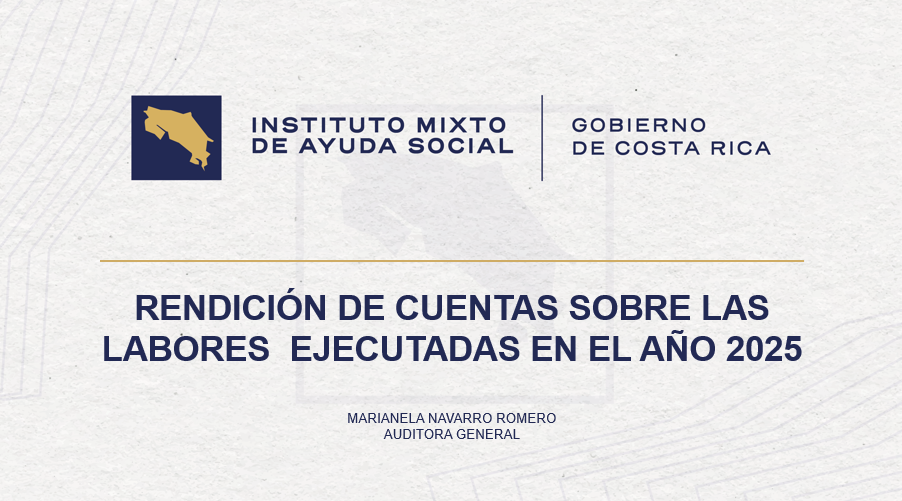 INSTITUTO MIXTO
DE AYUDA SOCIAL
GOBIERNO
DE COSTA RICA
RENDICIÓN DE CUENTAS SOBRE LAS
LABORES  EJECUTADAS EN EL AÑO 2025
MARIANELA NAVARRO ROMERO
AUDITORA GENERAL